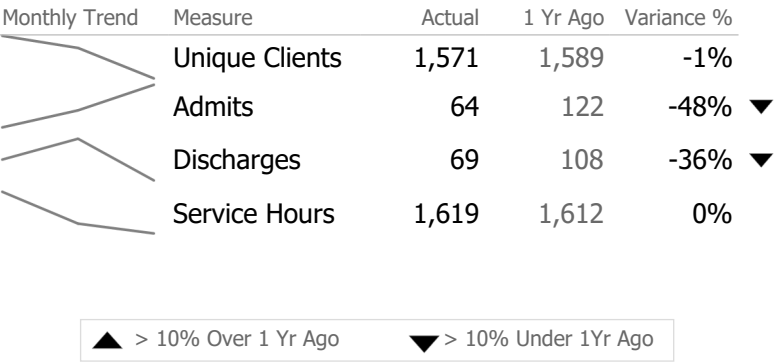 Monthly Trend Measure Actual 1 Yr Ago Variance %
Unique Clients 1,571 1,589 -1%
Admits 64 122 -48% ▼
Discharges 69 108 -36% ▼
Service Hours 1,619 1,612 0%
▲ > 10% Over 1 Yr Ago ▼ > 10% Under 1Yr Ago